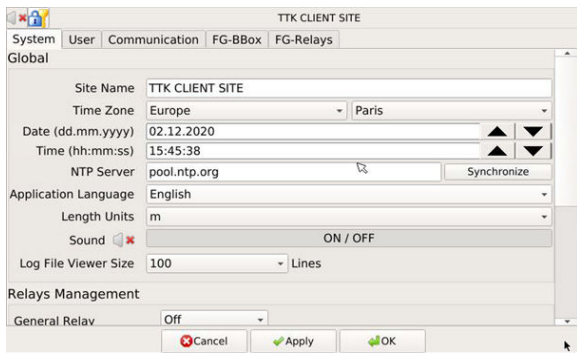 TTK CLIENT SITE
System User Communication FG-BBox FG-Relays
Global
Site Name TTK CLIENT SITE
Time Zone Europe Paris
Date (dd.mm.yyyy) 02.12.2020
Time (hh:mm:ss) 15:45:38
NTP Server pool.ntp.org Synchronize
Application Language English
Length Units m
Sound ON / OFF
Log File Viewer Size 100 Lines
Relays Management
General Relay Off
Cancel Apply OK